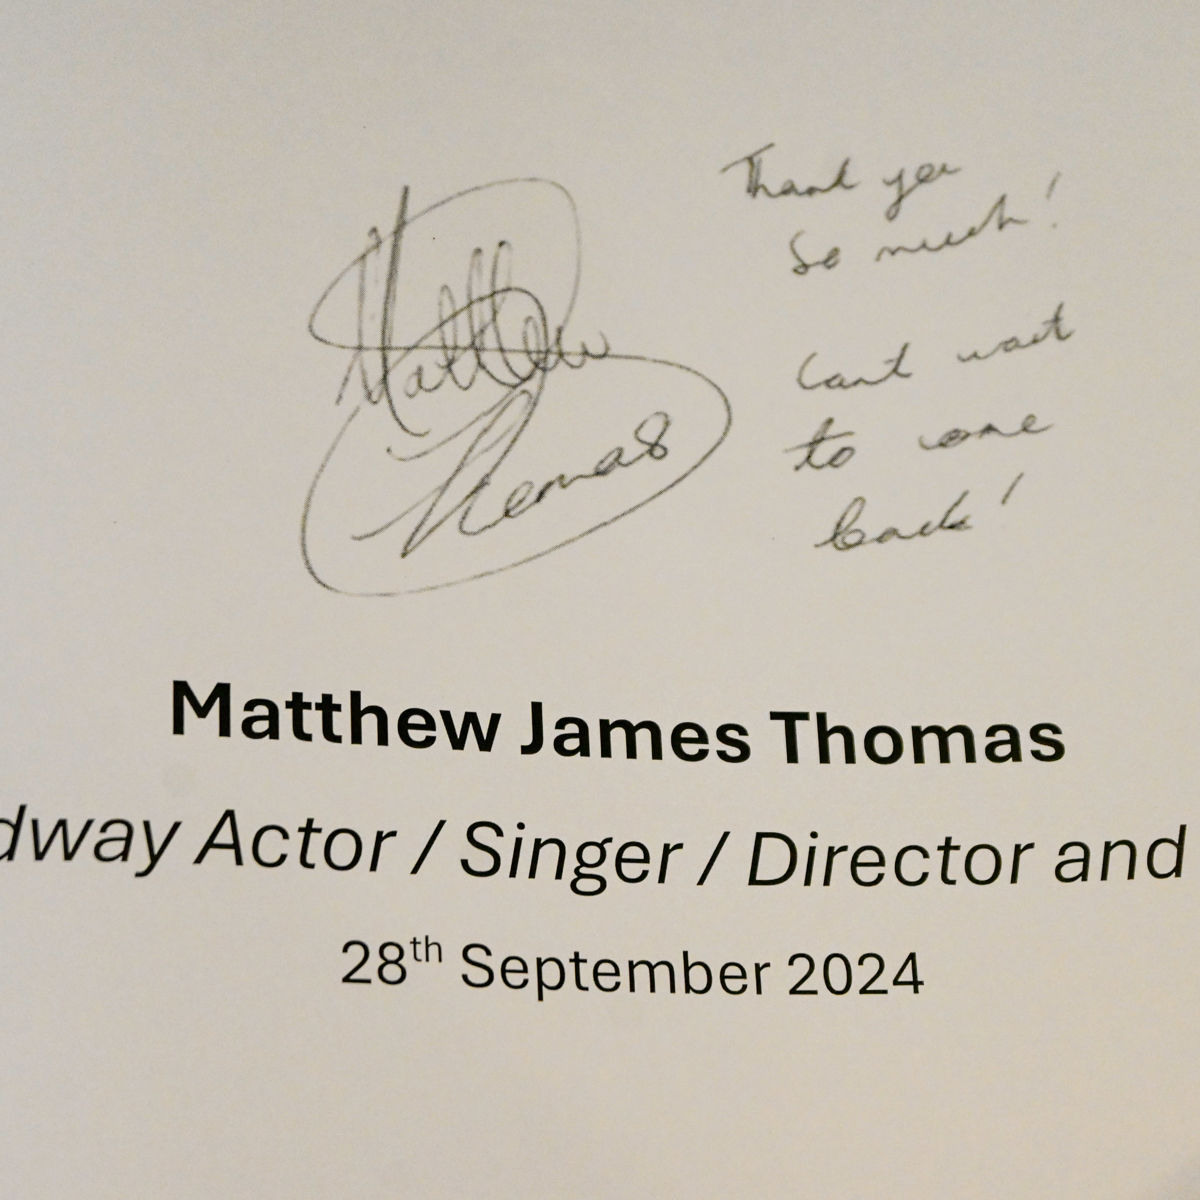 Matthew
Thomas
Thank you
So much!
Cant wait
to come
back!
Matthew James Thomas
dway Actor / Singer / Director and
28th September 2024